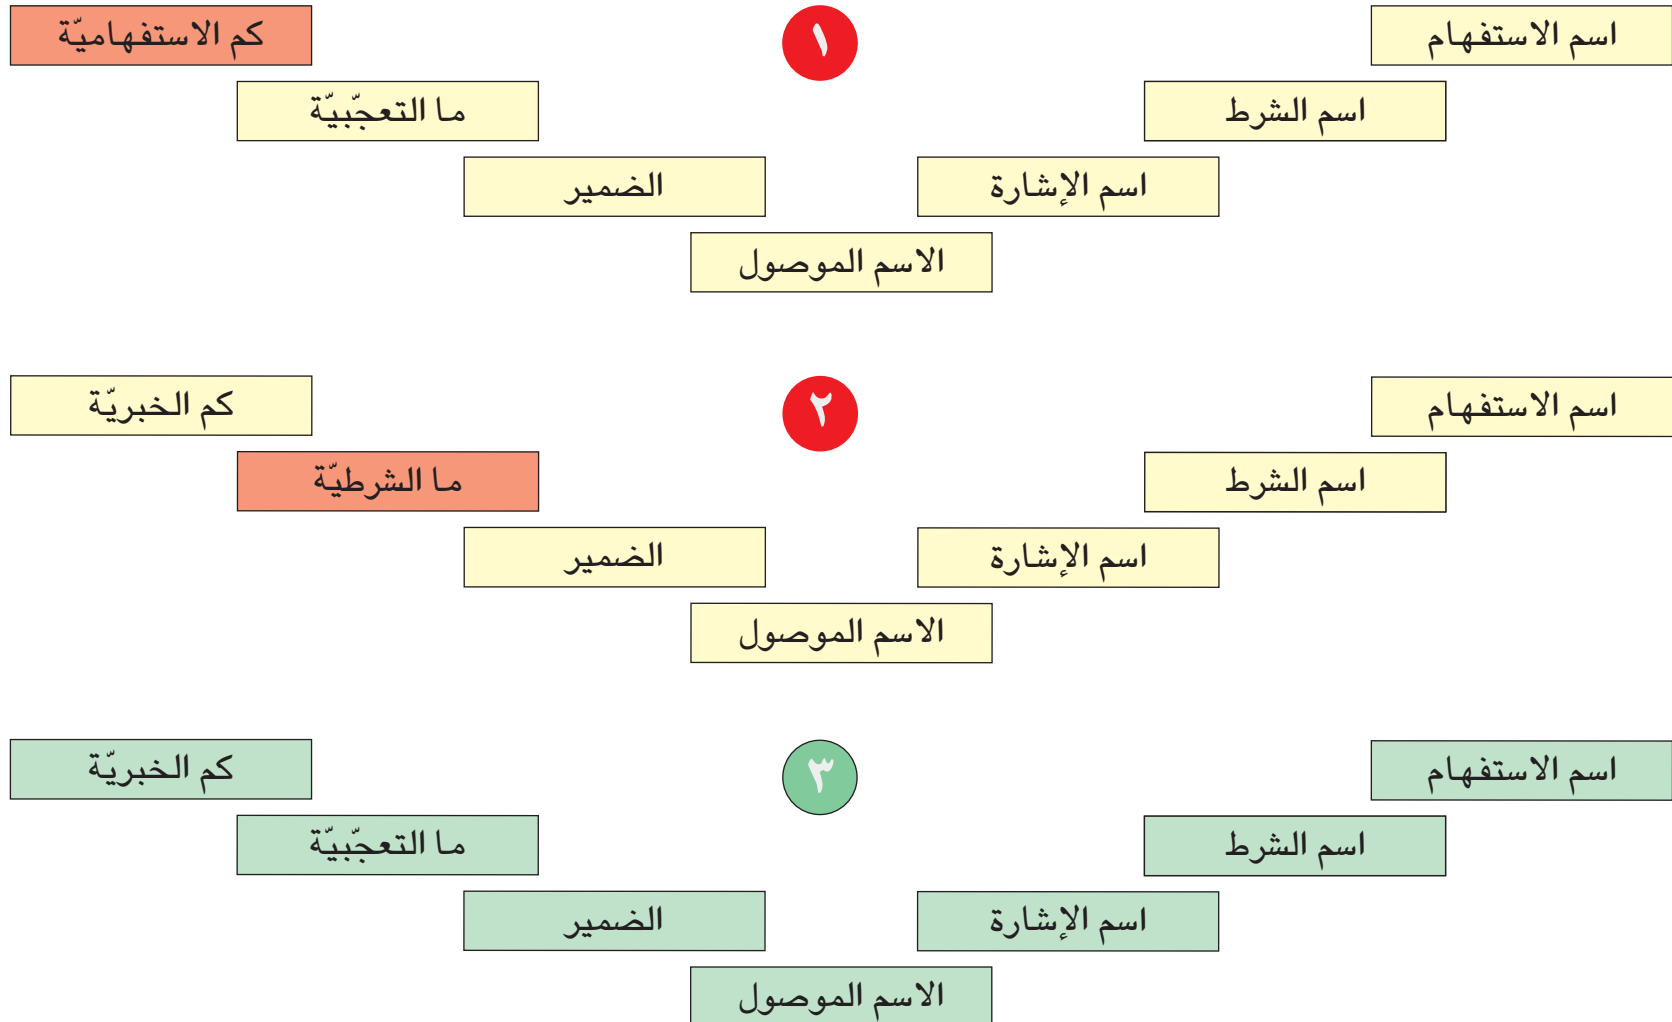 اسم الاستفهام
١
كم الاستفهاميّة
اسم الشرط
ما التعجّبيّة
اسم الإشارة
الضمير
الاسم الموصول
اسم الاستفهام
٢
كم الخبريّة
اسم الشرط
ما الشرطيّة
اسم الإشارة
الضمير
الاسم الموصول
اسم الاستفهام
٣
كم الخبريّة
اسم الشرط
ما التعجّبيّة
اسم الإشارة
الضمير
الاسم الموصول